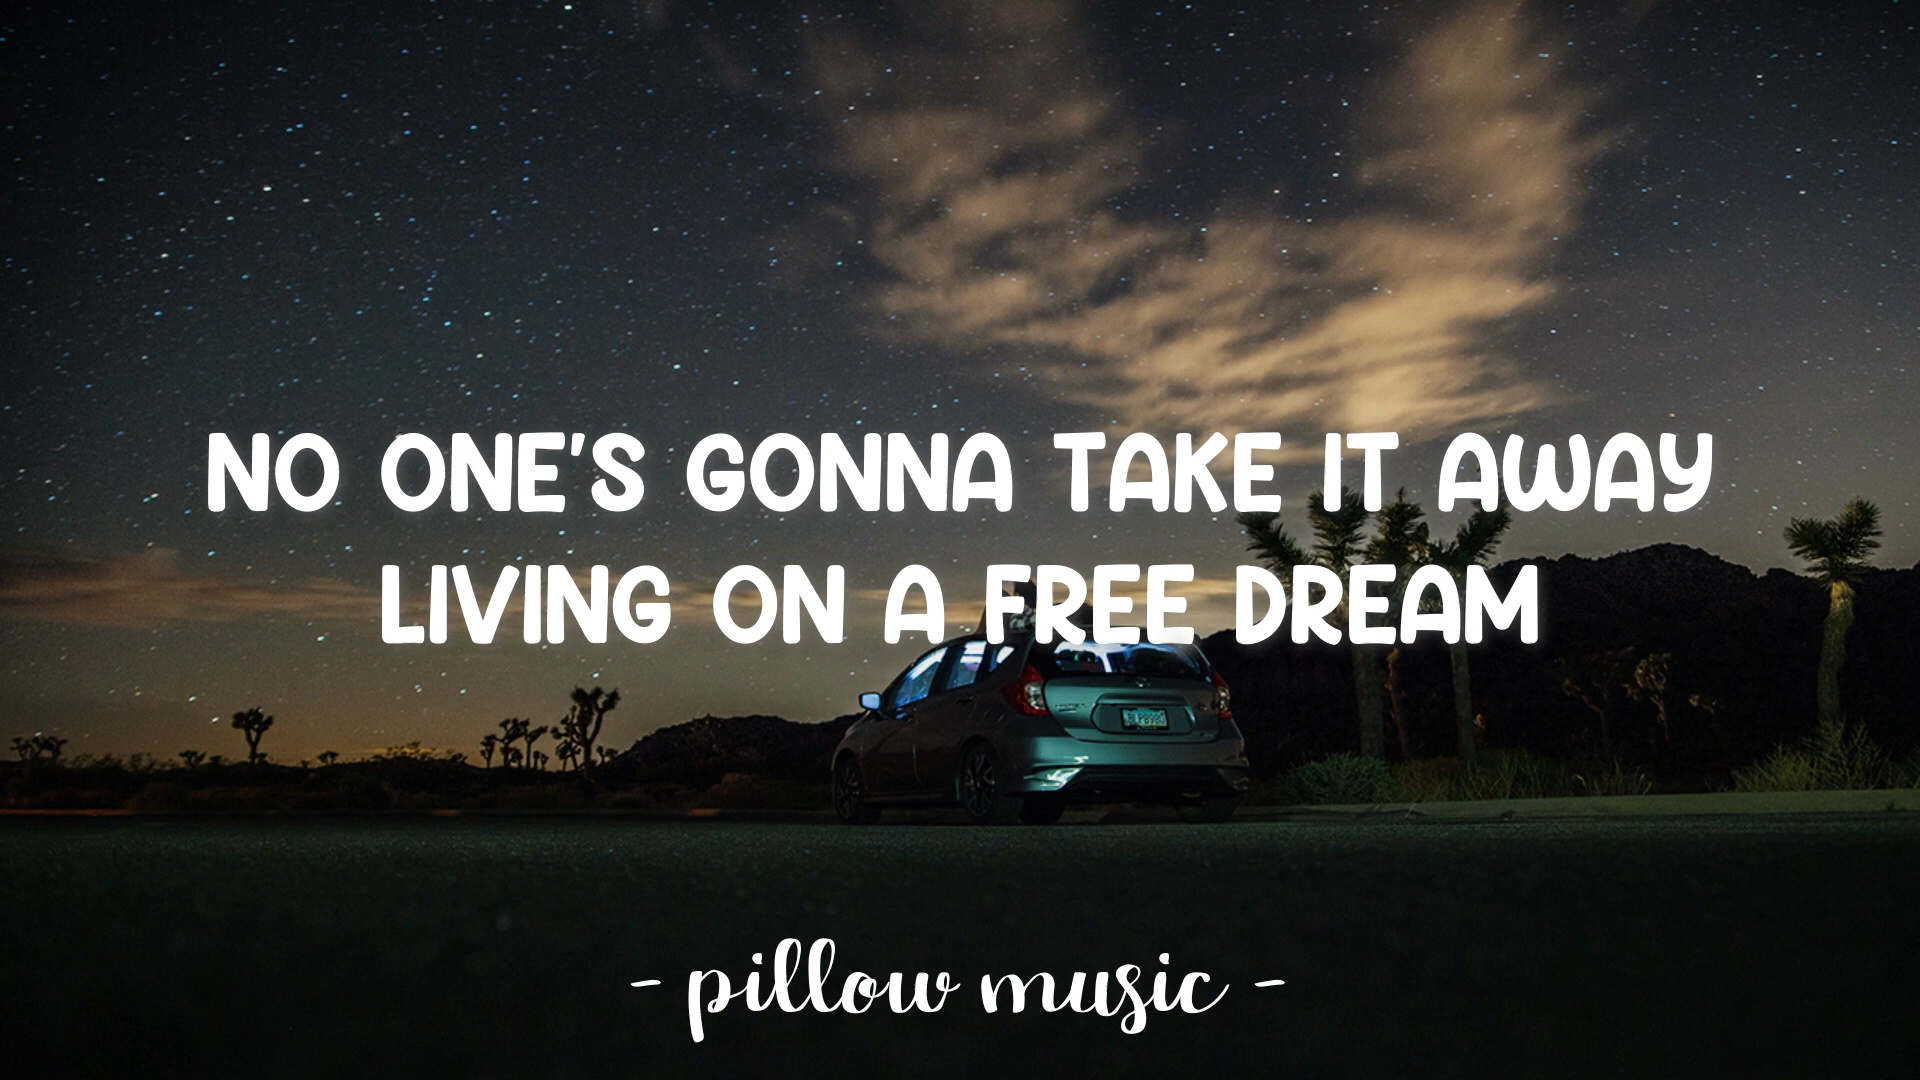 NO ONE'S GONNA TAKE IT AWAY
LIVING ON A FREE DREAM
- pillow music -